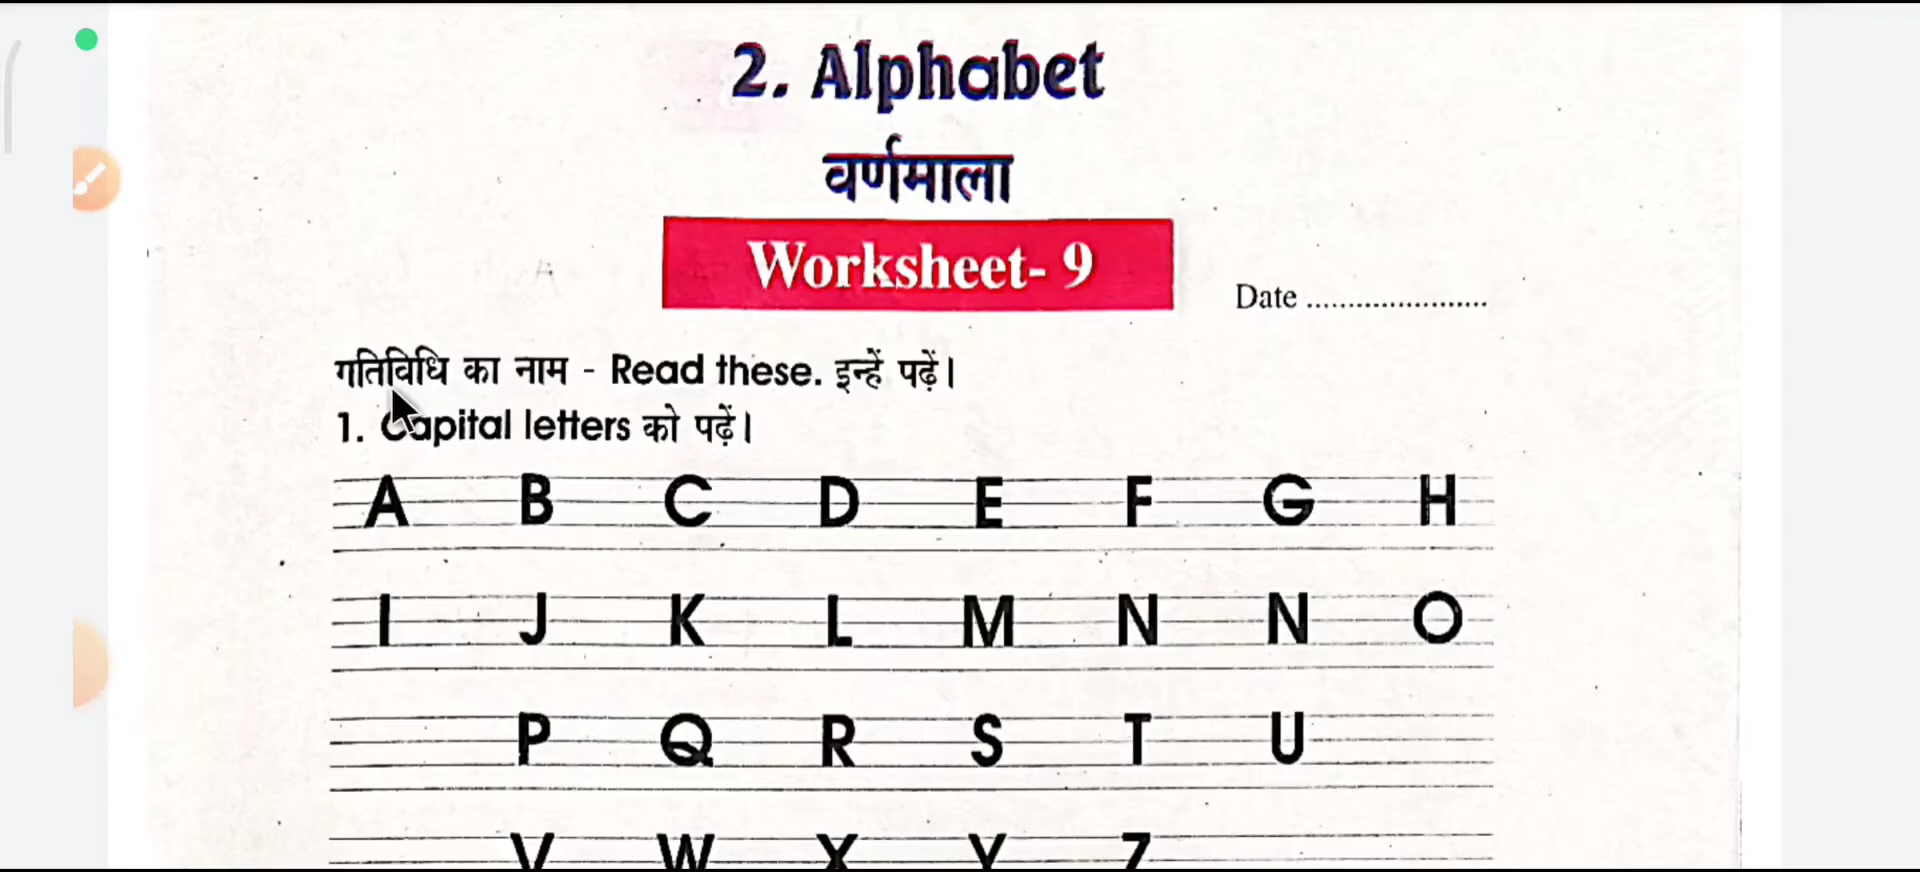 2. Alphabet
वर्णमाला
Worksheet- 9
Date ......................
गतिविधि का नाम - Read these. इन्हें पढ़ें।
1. Capital letters को पढ़ें।
A B C D E F G H
I J K L M N N O
P Q R S T U
V W X Y Z